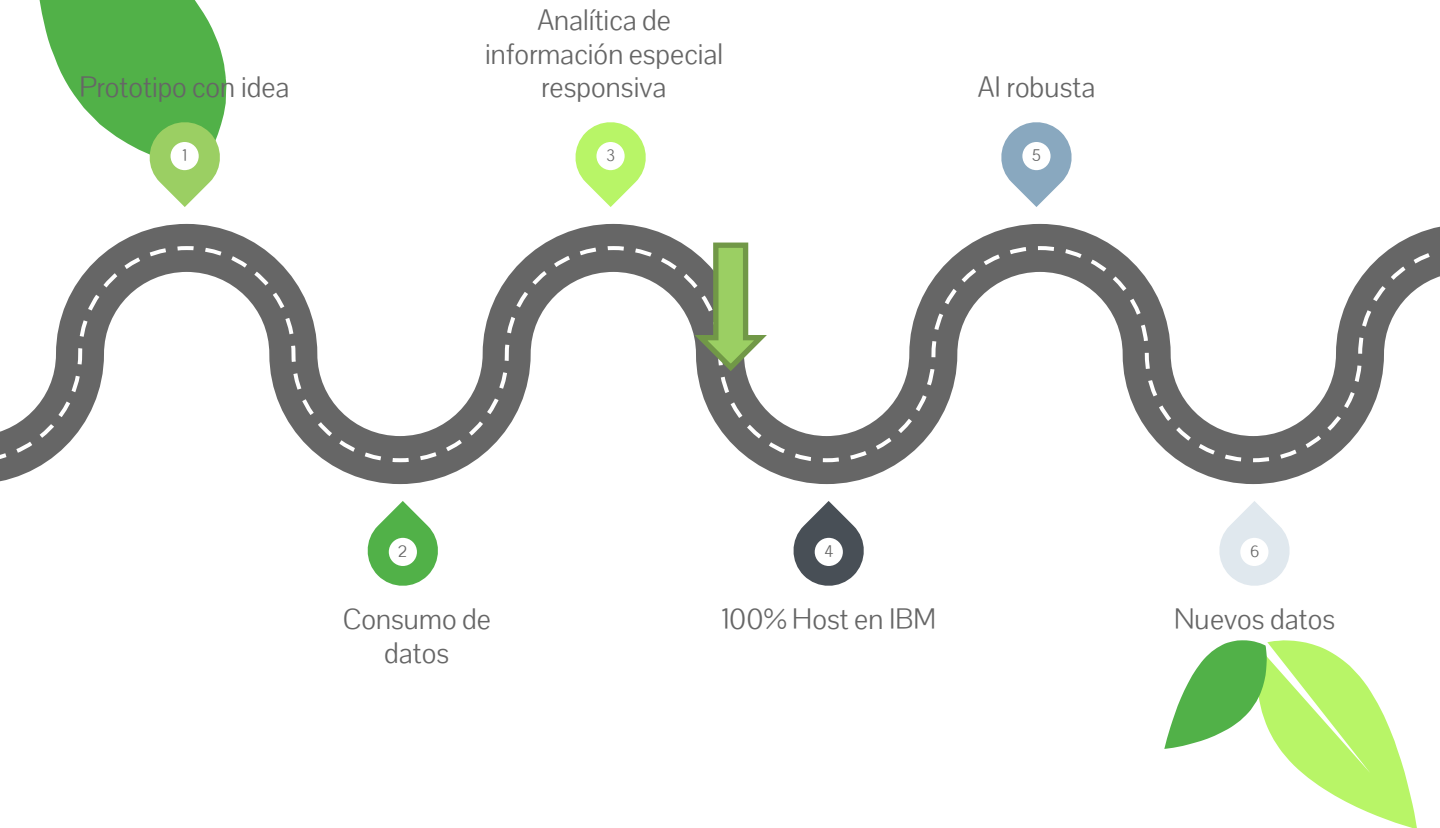 Prototipo con idea
1
Consumo de
datos
2
Analítica de
información especial
responsiva
3
100% Host en IBM
4
AI robusta
5
Nuevos datos
6